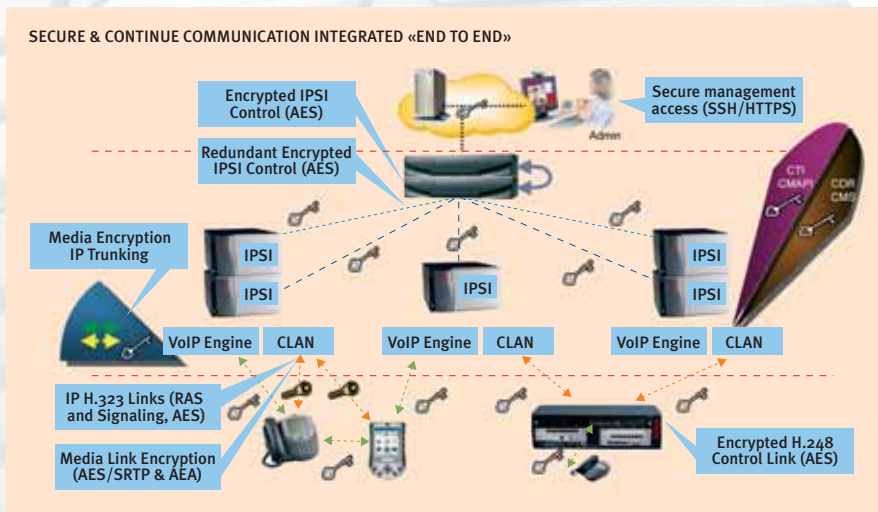 SECURE & CONTINUE COMMUNICATION INTEGRATED «END TO END»
Encrypted IPSI
Control (AES)
Secure management
access (SSH/HTTPS)
Admin
Redundant Encrypted
IPSI Control (AES)
CTI
CMAPI
CDR
CMS
Media Encryption
IP Trunking
IPSI
IPSI
IPSI
IPSI
IPSI
VoIP Engine
CLAN
VoIP Engine
CLAN
VoIP Engine
CLAN
IP H.323 Links (RAS
and Signaling, AES)
Media Link Encryption
(AES/SRTP & AEA)
Encrypted H.248
Control Link (AES)